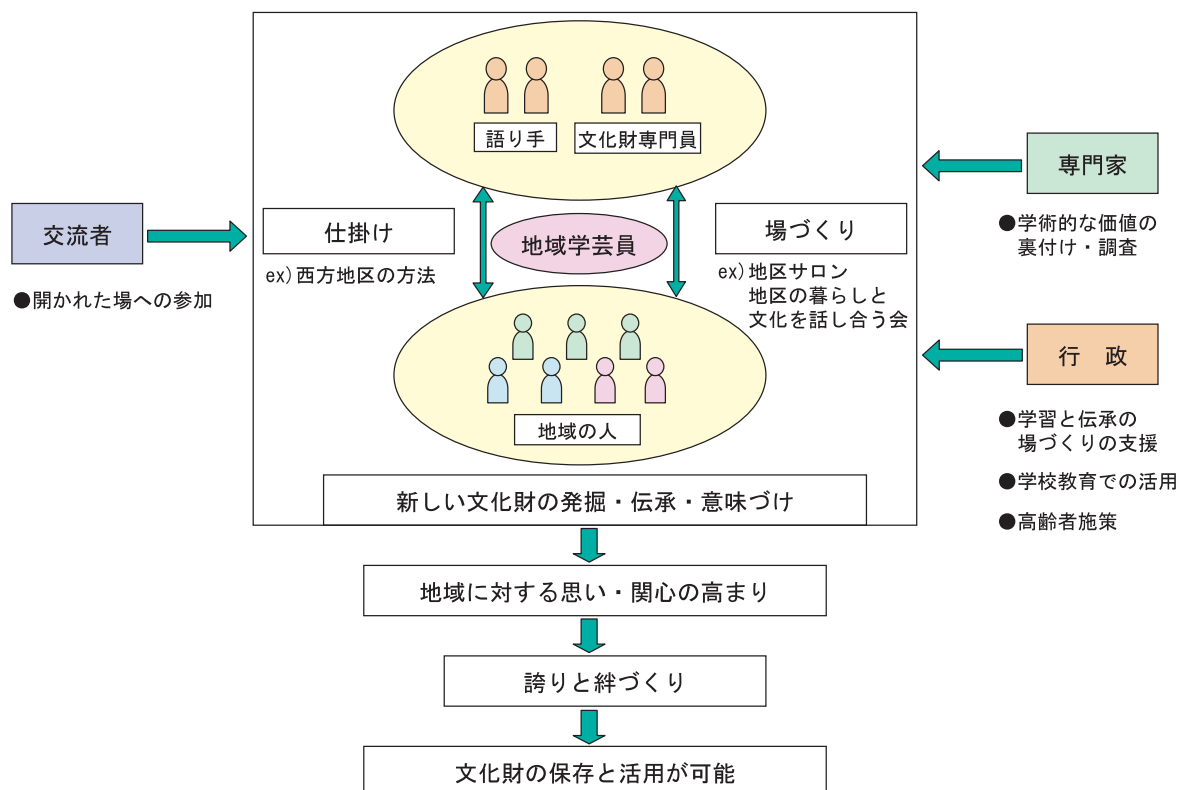 語り手
文化財専門員
専門家
●学術的な価値の
裏付け・調査
交流者
●開かれた場への参加
仕掛け
ex)西方地区の方法
地域学芸員
場づくり
ex)地区サロン
地区の暮らしと
文化を話し合う会
行 政
●学習と伝承の
場づくりの支援
●学校教育での活用
●高齢者施策
地域の人
新しい文化財の発掘・伝承・意味づけ
地域に対する思い・関心の高まり
誇りと絆づくり
文化財の保存と活用が可能